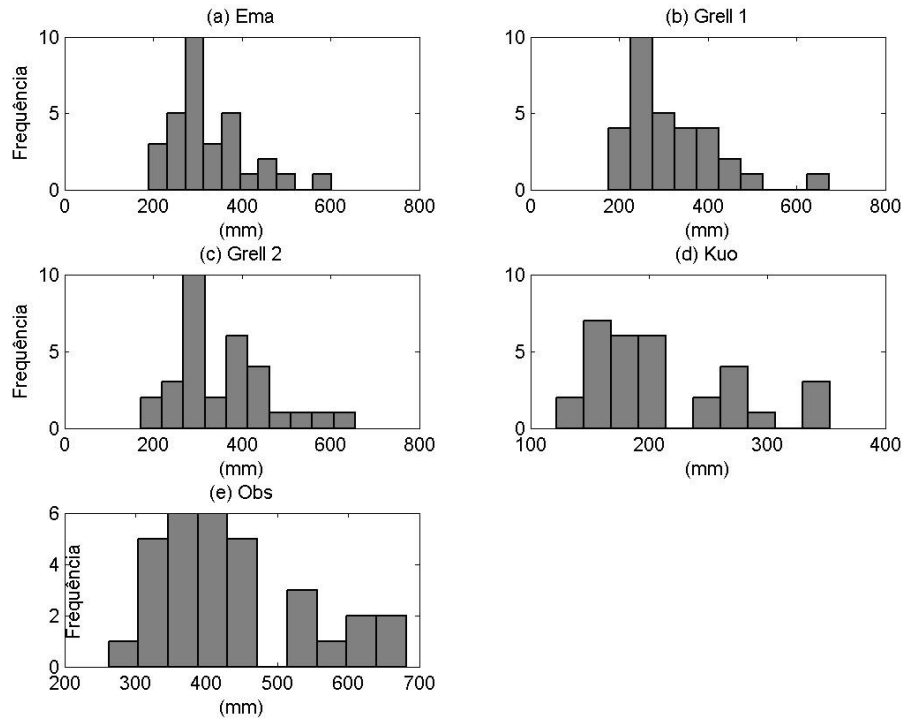 (a) Ema
Frequência
10
5
0
0 200 400 600 800
(mm)
(b) Grell 1
10
5
0
0 200 400 600 800
(mm)
(c) Grell 2
Frequência
10
5
0
0 200 400 600 800
(mm)
(d) Kuo
10
5
0
100 200 300 400
(mm)
(e) Obs
Frequência
6
4
2
0
200 300 400 500 600 700
(mm)